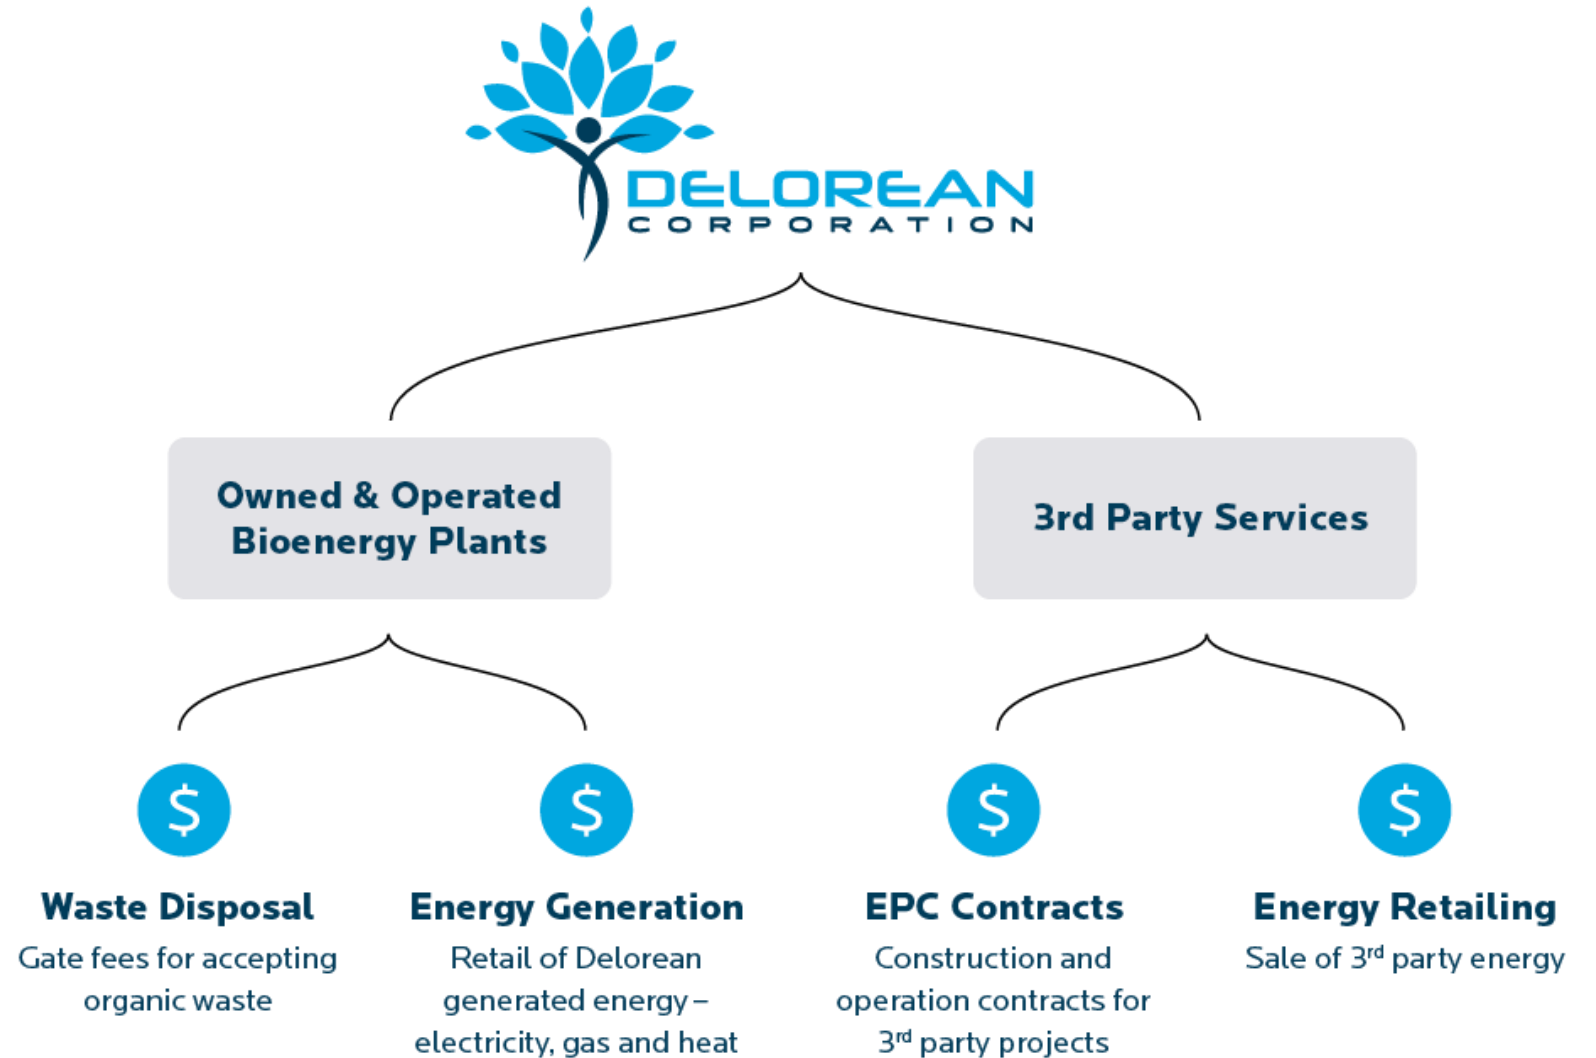 DELOREAN
CORPORATION
Owned & Operated
Bioenergy Plants
3rd Party Services
$
$
$
$
Waste Disposal
Gate fees for accepting
organic waste
Energy Generation
Retail of Delorean
generated energy –
electricity, gas and heat
EPC Contracts
Construction and
operation contracts for
3rd party projects
Energy Retailing
Sale of 3rd party energy